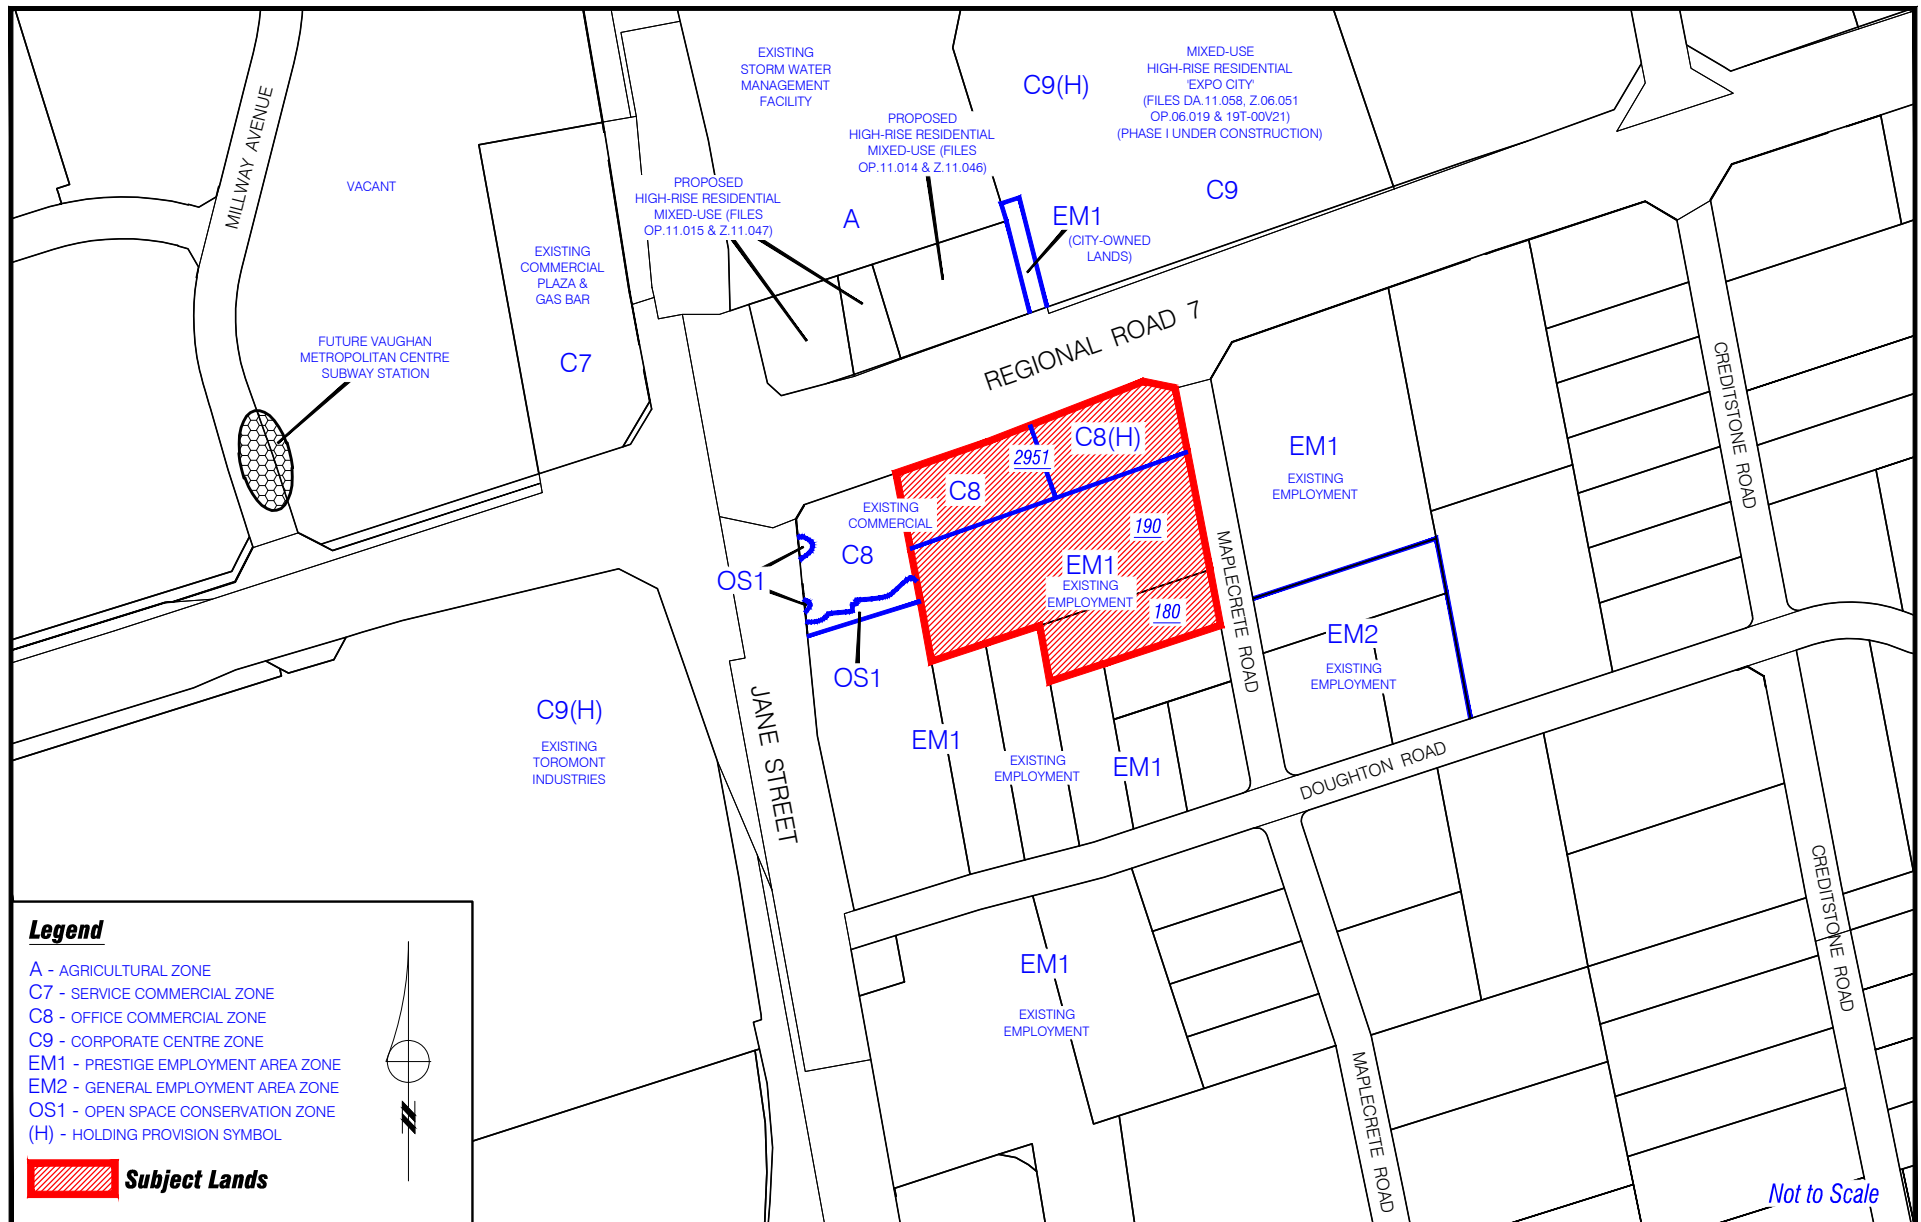 EXISTING
STORM WATER
MANAGEMENT
FACILITY
C9(H)
MIXED-USE
HIGH-RISE RESIDENTIAL
'EXPO CITY'
(FILES DA.11.058, Z.06.051
OP.06.019 & 19T-00V21)
(PHASE I UNDER CONSTRUCTION)
PROPOSED
HIGH-RISE RESIDENTIAL
MIXED-USE (FILES
OP.11.014 & Z.11.046)
MILLWAY AVENUE
VACANT
PROPOSED
HIGH-RISE RESIDENTIAL
MIXED-USE (FILES
OP.11.015 & Z.11.047)
A
C9
EM1
(CITY-OWNED
LANDS)
EXISTING
COMMERCIAL
PLAZA &
GAS BAR
C7
FUTURE VAUGHAN
METROPOLITAN CENTRE
SUBWAY STATION
REGIONAL ROAD 7
CREDITSTONE ROAD
C8(H)
2951
C8
EM1
EXISTING
EMPLOYMENT
EXISTING
COMMERCIAL
C8
190
OS1
EM1
EXISTING
EMPLOYMENT
180
MAPLECRETE ROAD
EM2
EXISTING
EMPLOYMENT
OS1
C9(H)
EXISTING
TOROMONT
INDUSTRIES
JANE STREET
EM1
EXISTING
EMPLOYMENT
EM1
DOUGHTON ROAD
CREDITSTONE ROAD
EM1
EXISTING
EMPLOYMENT
MAPLECRETE ROAD
Legend
A - AGRICULTURAL ZONE
C7 - SERVICE COMMERCIAL ZONE
C8 - OFFICE COMMERCIAL ZONE
C9 - CORPORATE CENTRE ZONE
EM1 - PRESTIGE EMPLOYMENT AREA ZONE
EM2 - GENERAL EMPLOYMENT AREA ZONE
OS1 - OPEN SPACE CONSERVATION ZONE
(H) - HOLDING PROVISION SYMBOL
N
Subject Lands
Not to Scale